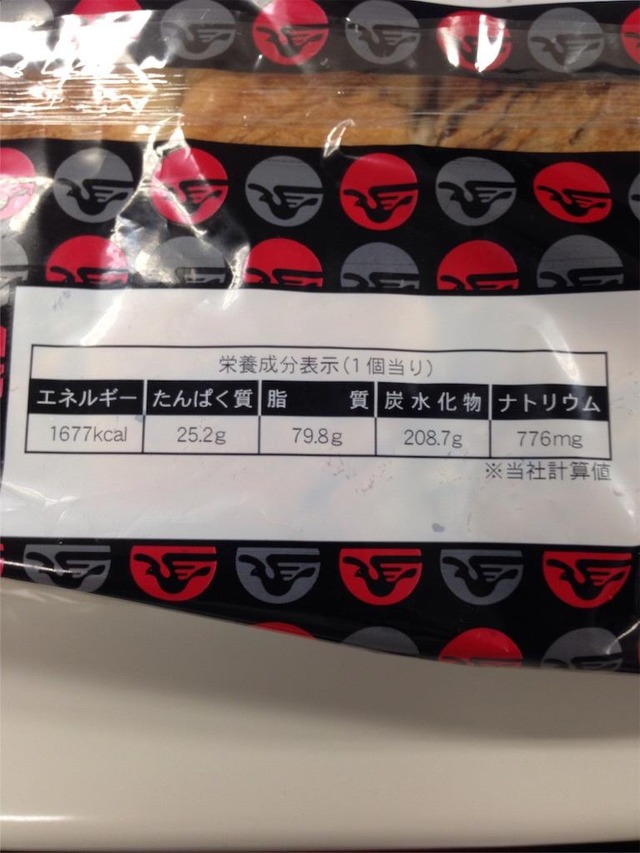 栄養成分表示(1個当り)
エネルギー たんぱく質 脂質 炭水化物 ナトリウム
1677kcal 25.2g 79.8g 208.7g 776mg
※当社計算値